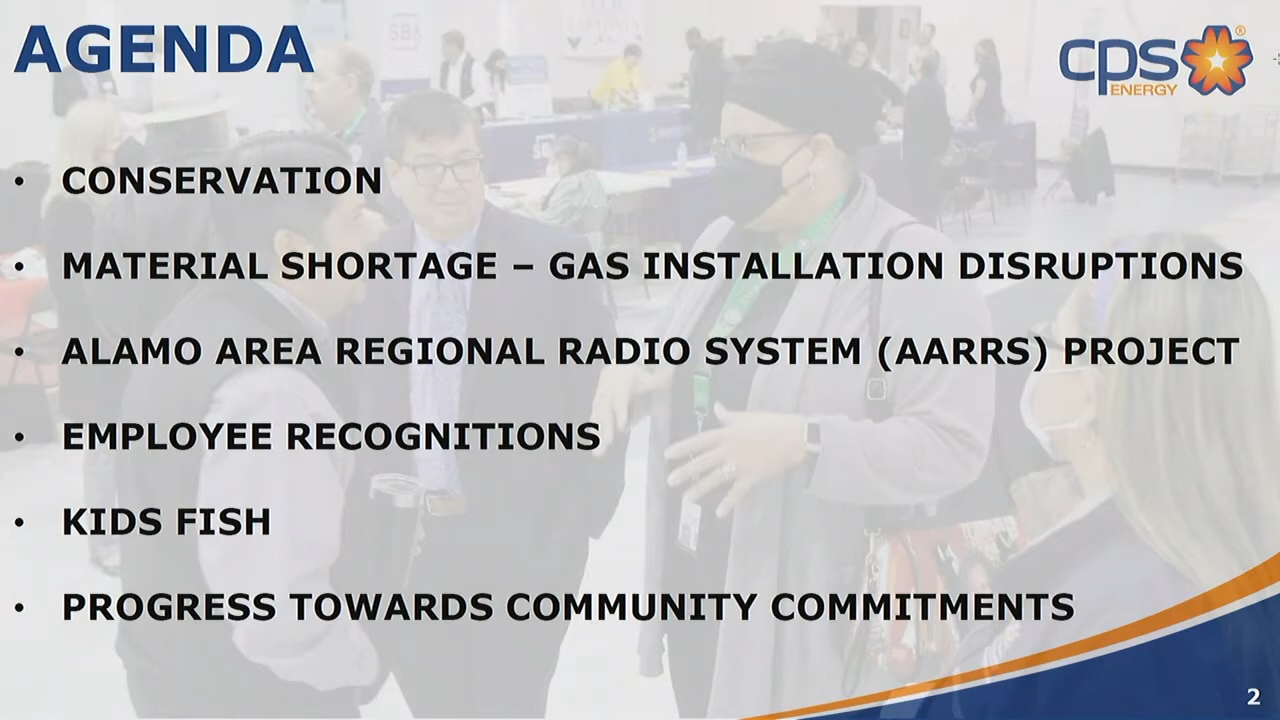 AGENDA
cps
ENERGY
®
• CONSERVATION
• MATERIAL SHORTAGE – GAS INSTALLATION DISRUPTIONS
• ALAMO AREA REGIONAL RADIO SYSTEM (AARRS) PROJECT
• EMPLOYEE RECOGNITIONS
• KIDS FISH
• PROGRESS TOWARDS COMMUNITY COMMITMENTS
2
SBA